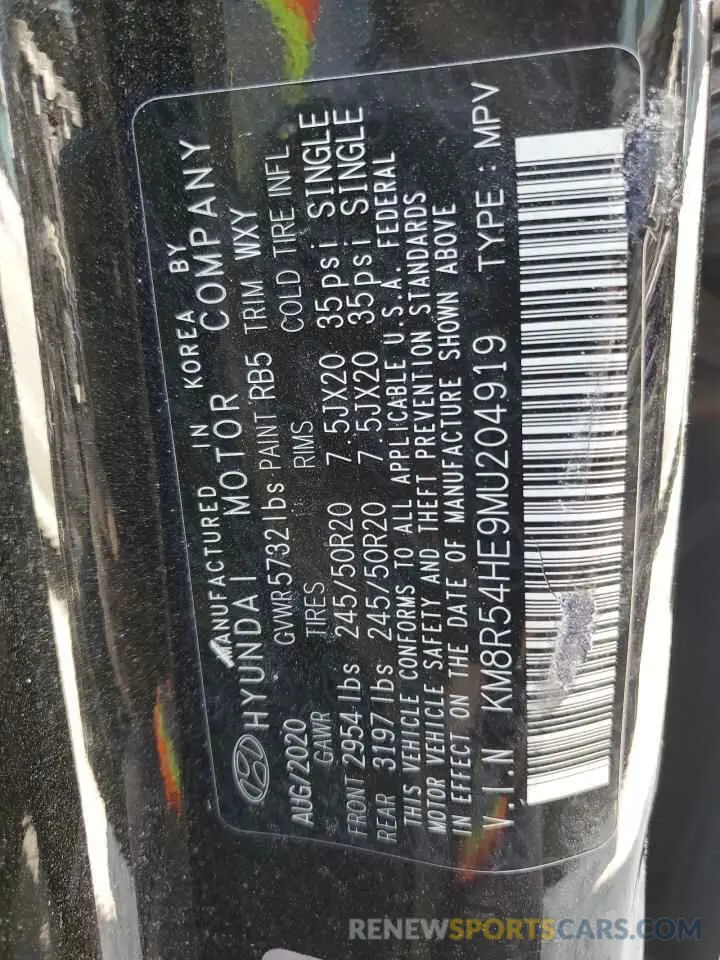 MANUFACTURED IN KOREA BY
HYUNDAI MOTOR COMPANY
AUG/2020 GVWR 5732 lbs PAINT RB5 TRIM WXY
GAWR TIRES RIMS COLD TIRE INFL
FRONT 2954 lbs 245/50R20 7.5JX20 35psi SINGLE
REAR 3197 lbs 245/50R20 7.5JX20 35psi SINGLE
THIS VEHICLE CONFORMS TO ALL APPLICABLE U.S.A. FEDERAL
MOTOR VEHICLE SAFETY AND THEFT PREVENTION STANDARDS
IN EFFECT ON THE DATE OF MANUFACTURE SHOWN ABOVE
V.I.N KM8R54HE9MU204919 TYPE : MPV
RENEWSPORTSCARS.COM